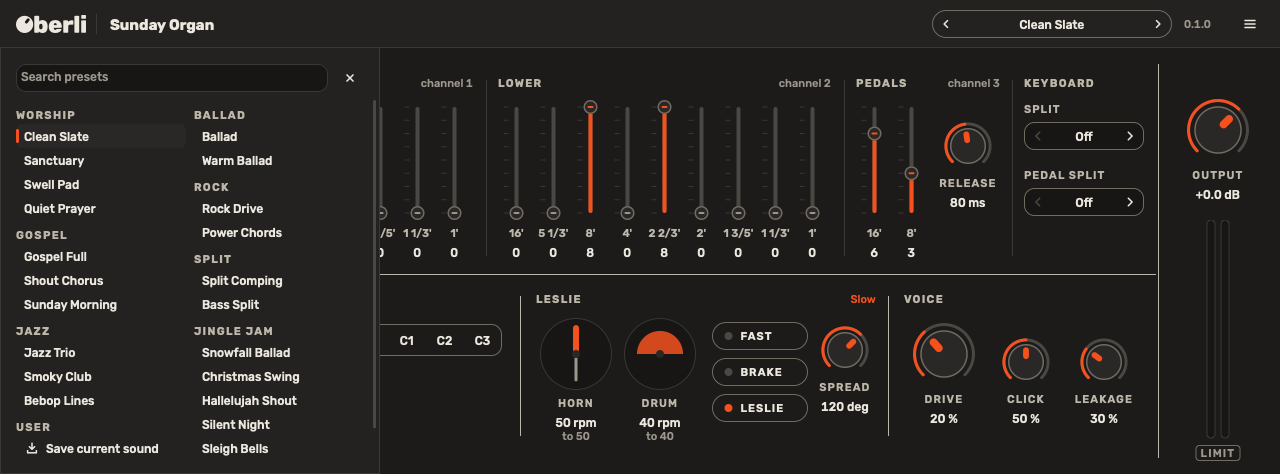 Oberli
Sunday Organ
Clean Slate
0.1.0
Search presets
WORSHIP
Clean Slate
Sanctuary
Swell Pad
Quiet Prayer
GOSPEL
Gospel Full
Shout Chorus
Sunday Morning
JAZZ
Jazz Trio
Smoky Club
Bebop Lines
USER
Save current sound
BALLAD
Ballad
Warm Ballad
ROCK
Rock Drive
Power Chords
SPLIT
Split Comping
Bass Split
JINGLE JAM
Snowfall Ballad
Christmas Swing
Hallelujah Shout
Silent Night
Sleigh Bells
channel 1
/5' 1 1/3' 1'
0 0 0
LOWER channel 2
16' 5 1/3' 8' 4' 2 2/3' 2' 1 3/5' 1 1/3' 1'
0 0 8 0 8 0 0 0 0
PEDALS channel 3
16' 8'
6 3
RELEASE
80 ms
KEYBOARD
SPLIT
Off
PEDAL SPLIT
Off
OUTPUT
+0.0 dB
LIMIT
C1 C2 C3
LESLIE Slow
HORN
50 rpm
to 50
DRUM
40 rpm
to 40
FAST
BRAKE
LESLIE
SPREAD
120 deg
VOICE
DRIVE
20 %
CLICK
50 %
LEAKAGE
30 %